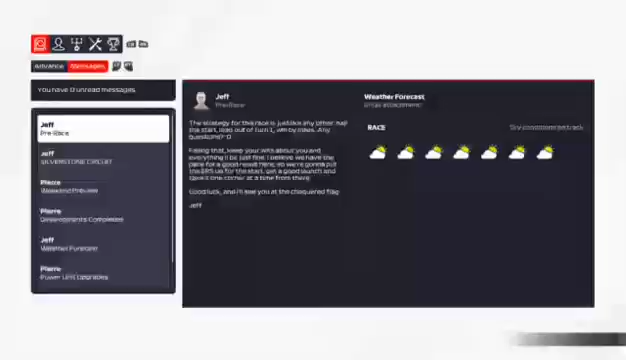 Advance Messages
You have 0 unread messages.
Jeff
Pre-Race
Jeff
SILVERSTONE CIRCUIT
Pierre
Weekend Preview
Pierre
Developments Completed
Jeff
Weather Forecast
Pierre
Power Unit Upgrades
Jeff
Pre-Race
The strategy for this race is just like any other: nail
the start, lead out of turn 1, win by miles. Any
questions? :D
Failing that, keep your wits about you and
everything'll be just fine. I believe we have the
pace for a good result here, so we're gonna put
the for the start, get a good launch and
take it one corner at a time from there.
Good luck, and I'll see you at the chequered flag.
Jeff
Weather Forecast
RACE
Dry conditions on track